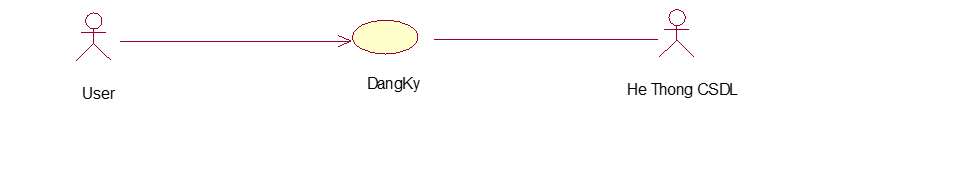 User
DangKy
He Thong CSDL